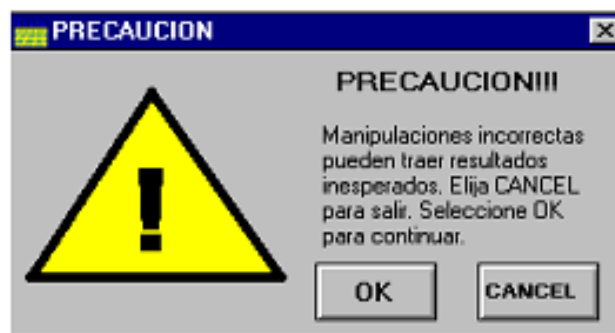 PRECAUCION
PRECAUCION!!!
Manipulaciones incorrectas
pueden traer resultados
inesperados. Elija CANCEL
para salir. Seleccione OK
para continuar.
OK
CANCEL